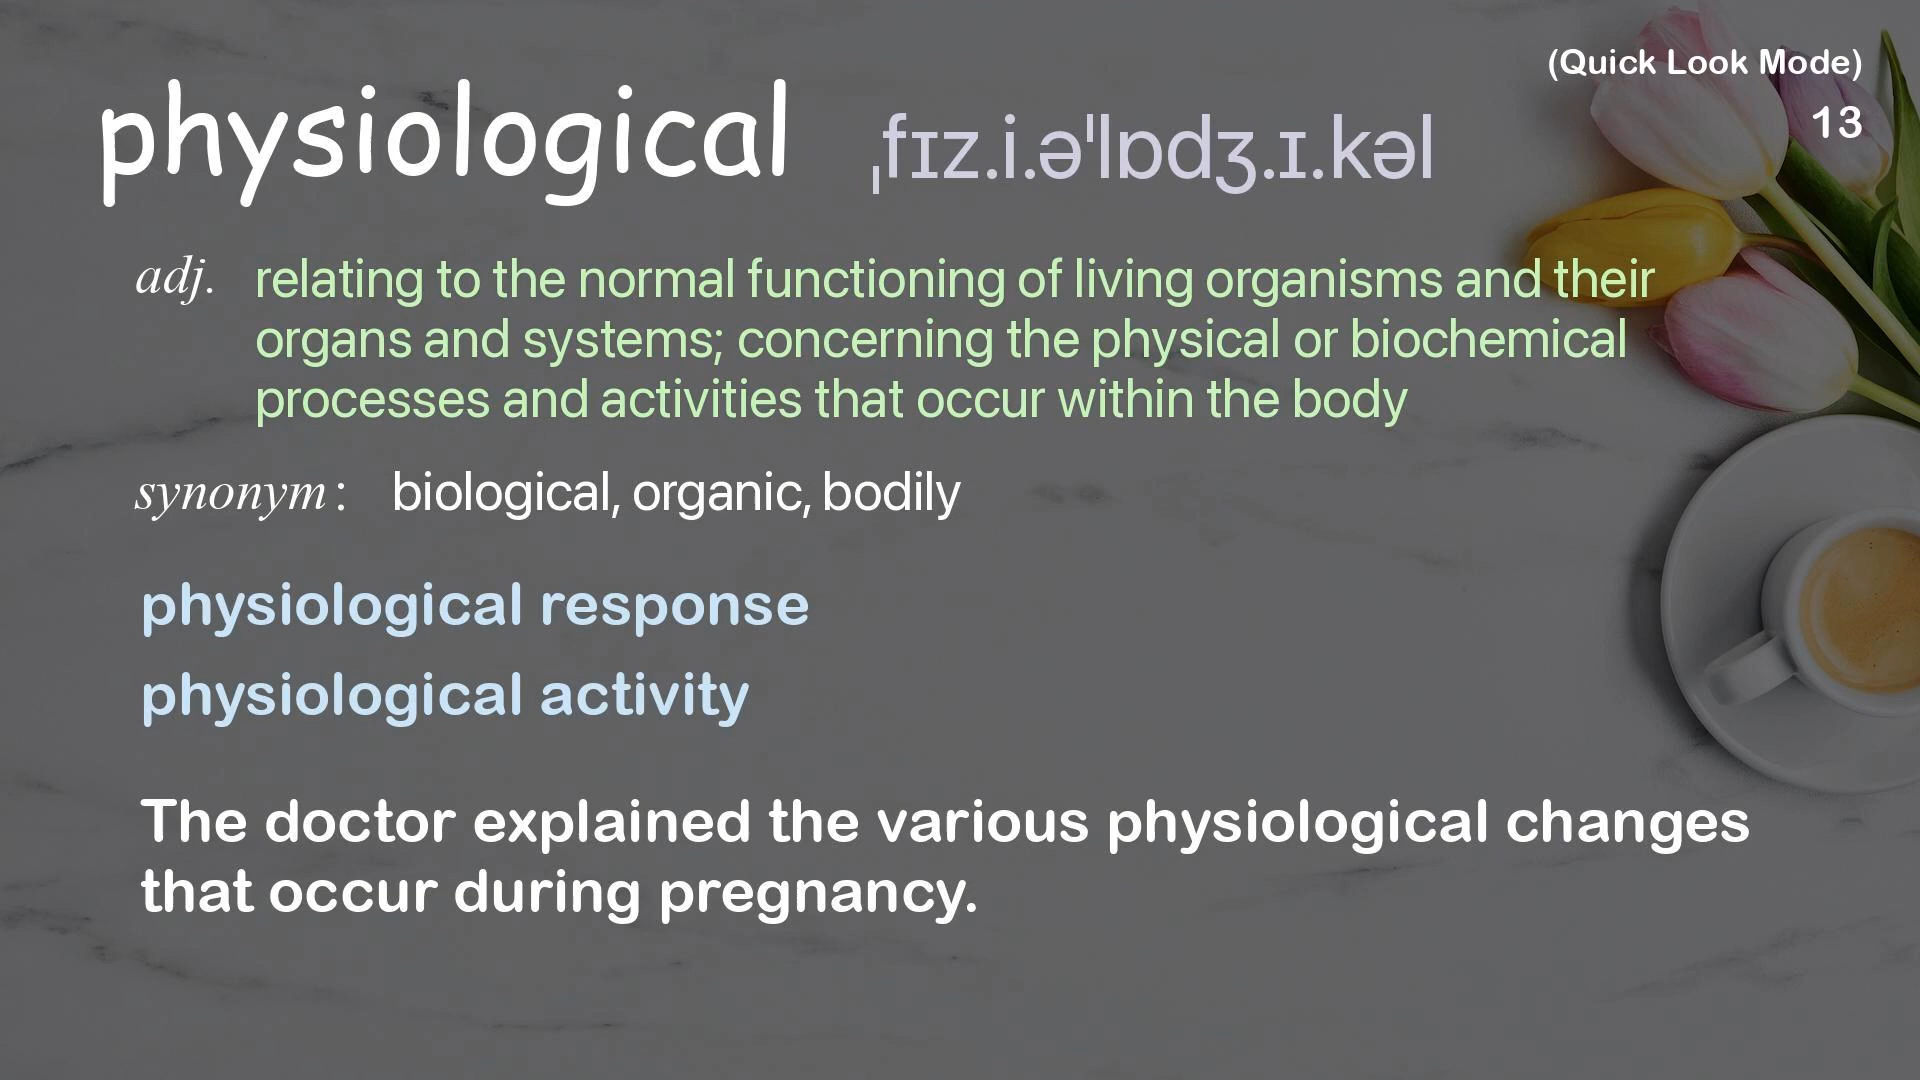 (Quick Look Mode)
physiological ˌfɪz.i.əˈlɒdʒ.ɪ.kəl
13
adj. relating to the normal functioning of living organisms and their
organs and systems; concerning the physical or biochemical
processes and activities that occur within the body
synonym: biological, organic, bodily
physiological response
physiological activity
The doctor explained the various physiological changes
that occur during pregnancy.